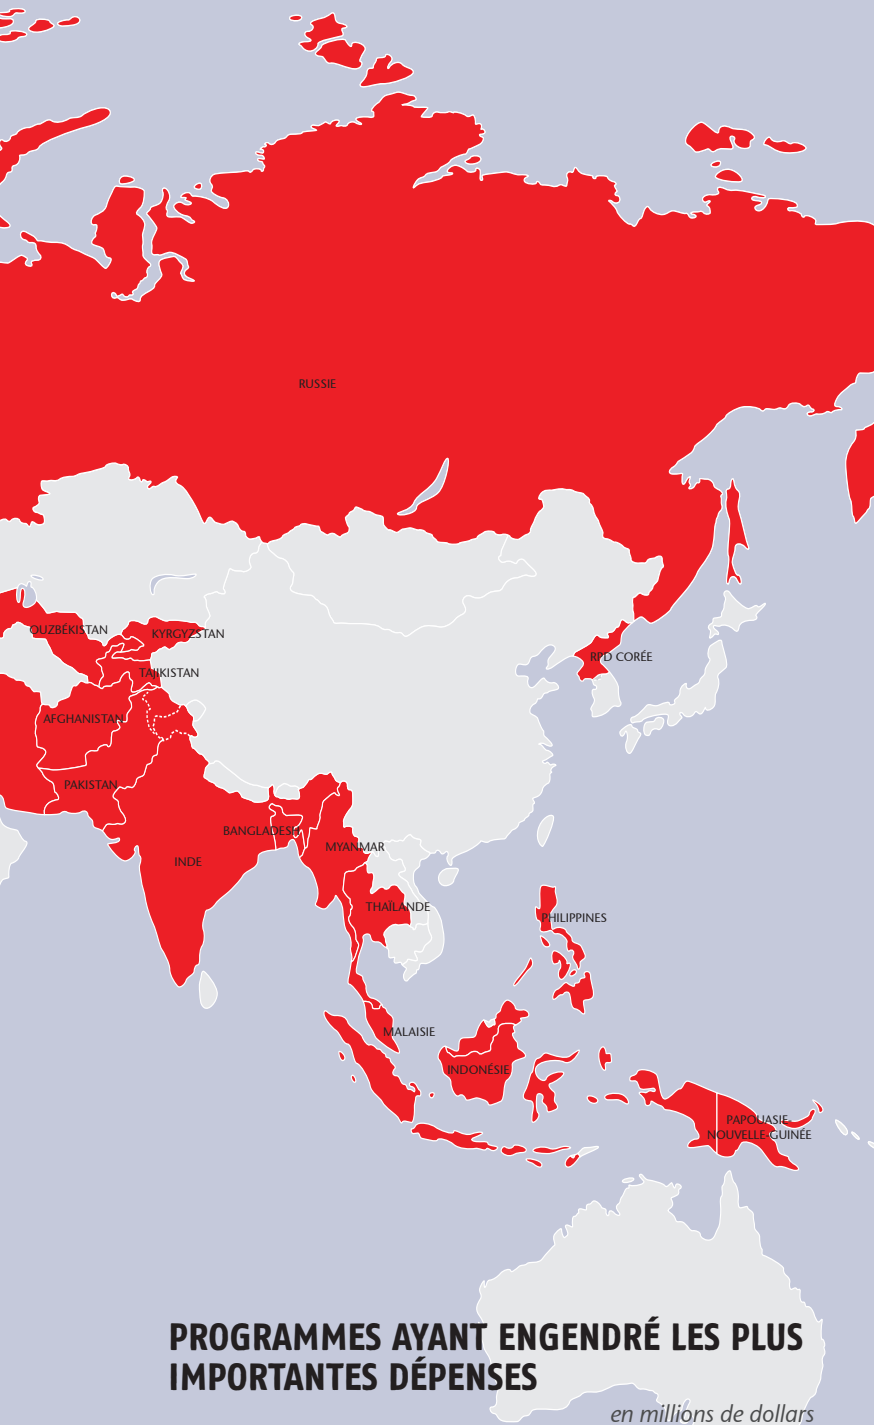 RUSSIE
OUZBÉKISTAN
KYRGYZSTAN
RPD CORÉE
TAJIKISTAN
AFGHANISTAN
PAKISTAN
BANGLADESH
MYANMAR
INDE
THAÏLANDE
PHILIPPINES
MALAISIE
INDONÉSIE
PAPOUASIE-
NOUVELLE-GUINÉE
PROGRAMMES AYANT ENGENDRÉ LES PLUS
IMPORTANTES DÉPENSES
en millions de dollars